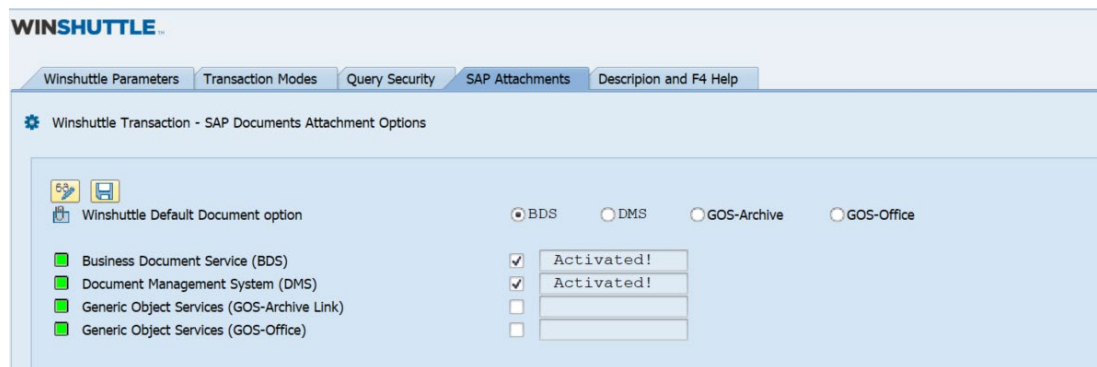 WINSHUTTLE
Winshuttle Parameters Transaction Modes Query Security SAP Attachments Descripion and F4 Help
Winshuttle Transaction - SAP Documents Attachment Options
Winshuttle Default Document option BDS DMS GOS-Archive GOS-Office
Business Document Service (BDS) Activated!
Document Management System (DMS) Activated!
Generic Object Services (GOS-Archive Link)
Generic Object Services (GOS-Office)